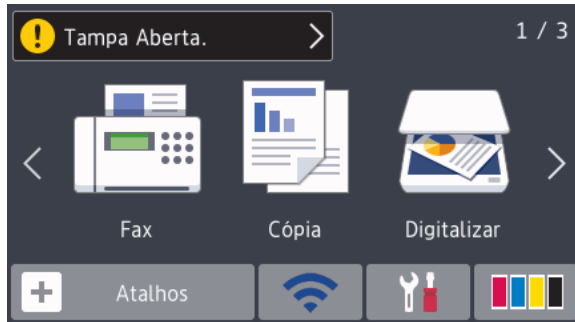 Tampa Aberta.
1 / 3
Fax
Cópia
Digitalizar
Atalhos